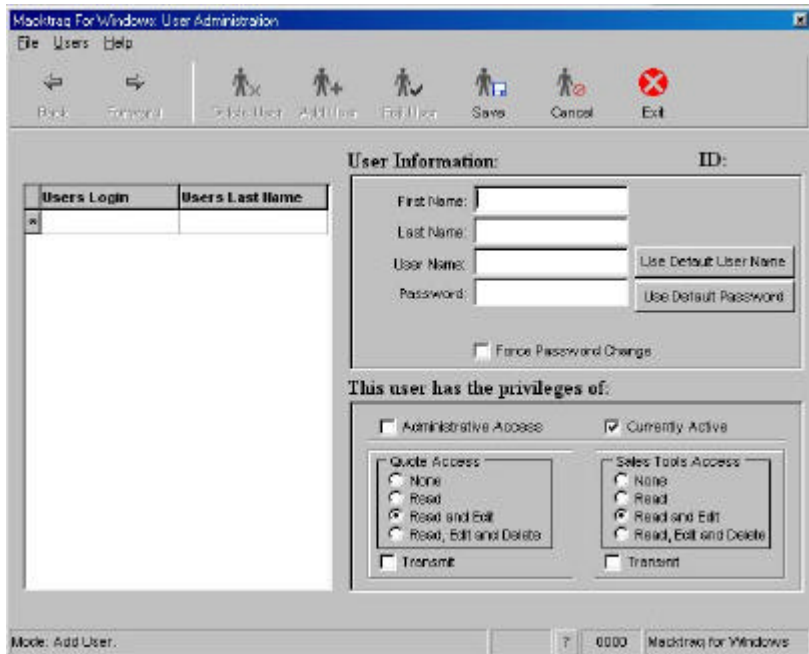 Macktraq For Windows: User Administration
File Users Help
Back Forward Delete User Add User Edit User Save Cancel Exit
User Information: ID:
Users Login Users Last Name
*
First Name:
Last Name:
User Name: Use Default User Name
Password: Use Default Password
Force Password Change
This user has the privileges of:
Administrative Access Currently Active
Quote Access Sales Tools Access
None None
Read Read
Read and Edit Read and Edit
Read, Edit and Delete Read, Edit and Delete
Transmit Transmit
Mode: Add User. ? 0000 Macktraq for Windows